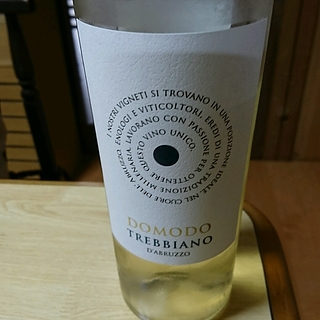 I NOSTRI VIGNETI SI TROVANO IN UNA POSIZIONE IDEALE NEL CUORE DELL'ABRUZZO. ENOLOGI E VITICOLTORI, EREDI DI UNA TRADIZIONE MILLENARIA, LAVORANO CON PASSIONE PER OTTENERE QUESTO VINO UNICO.
DOMODO
TREBBIANO
D'ABRUZZO